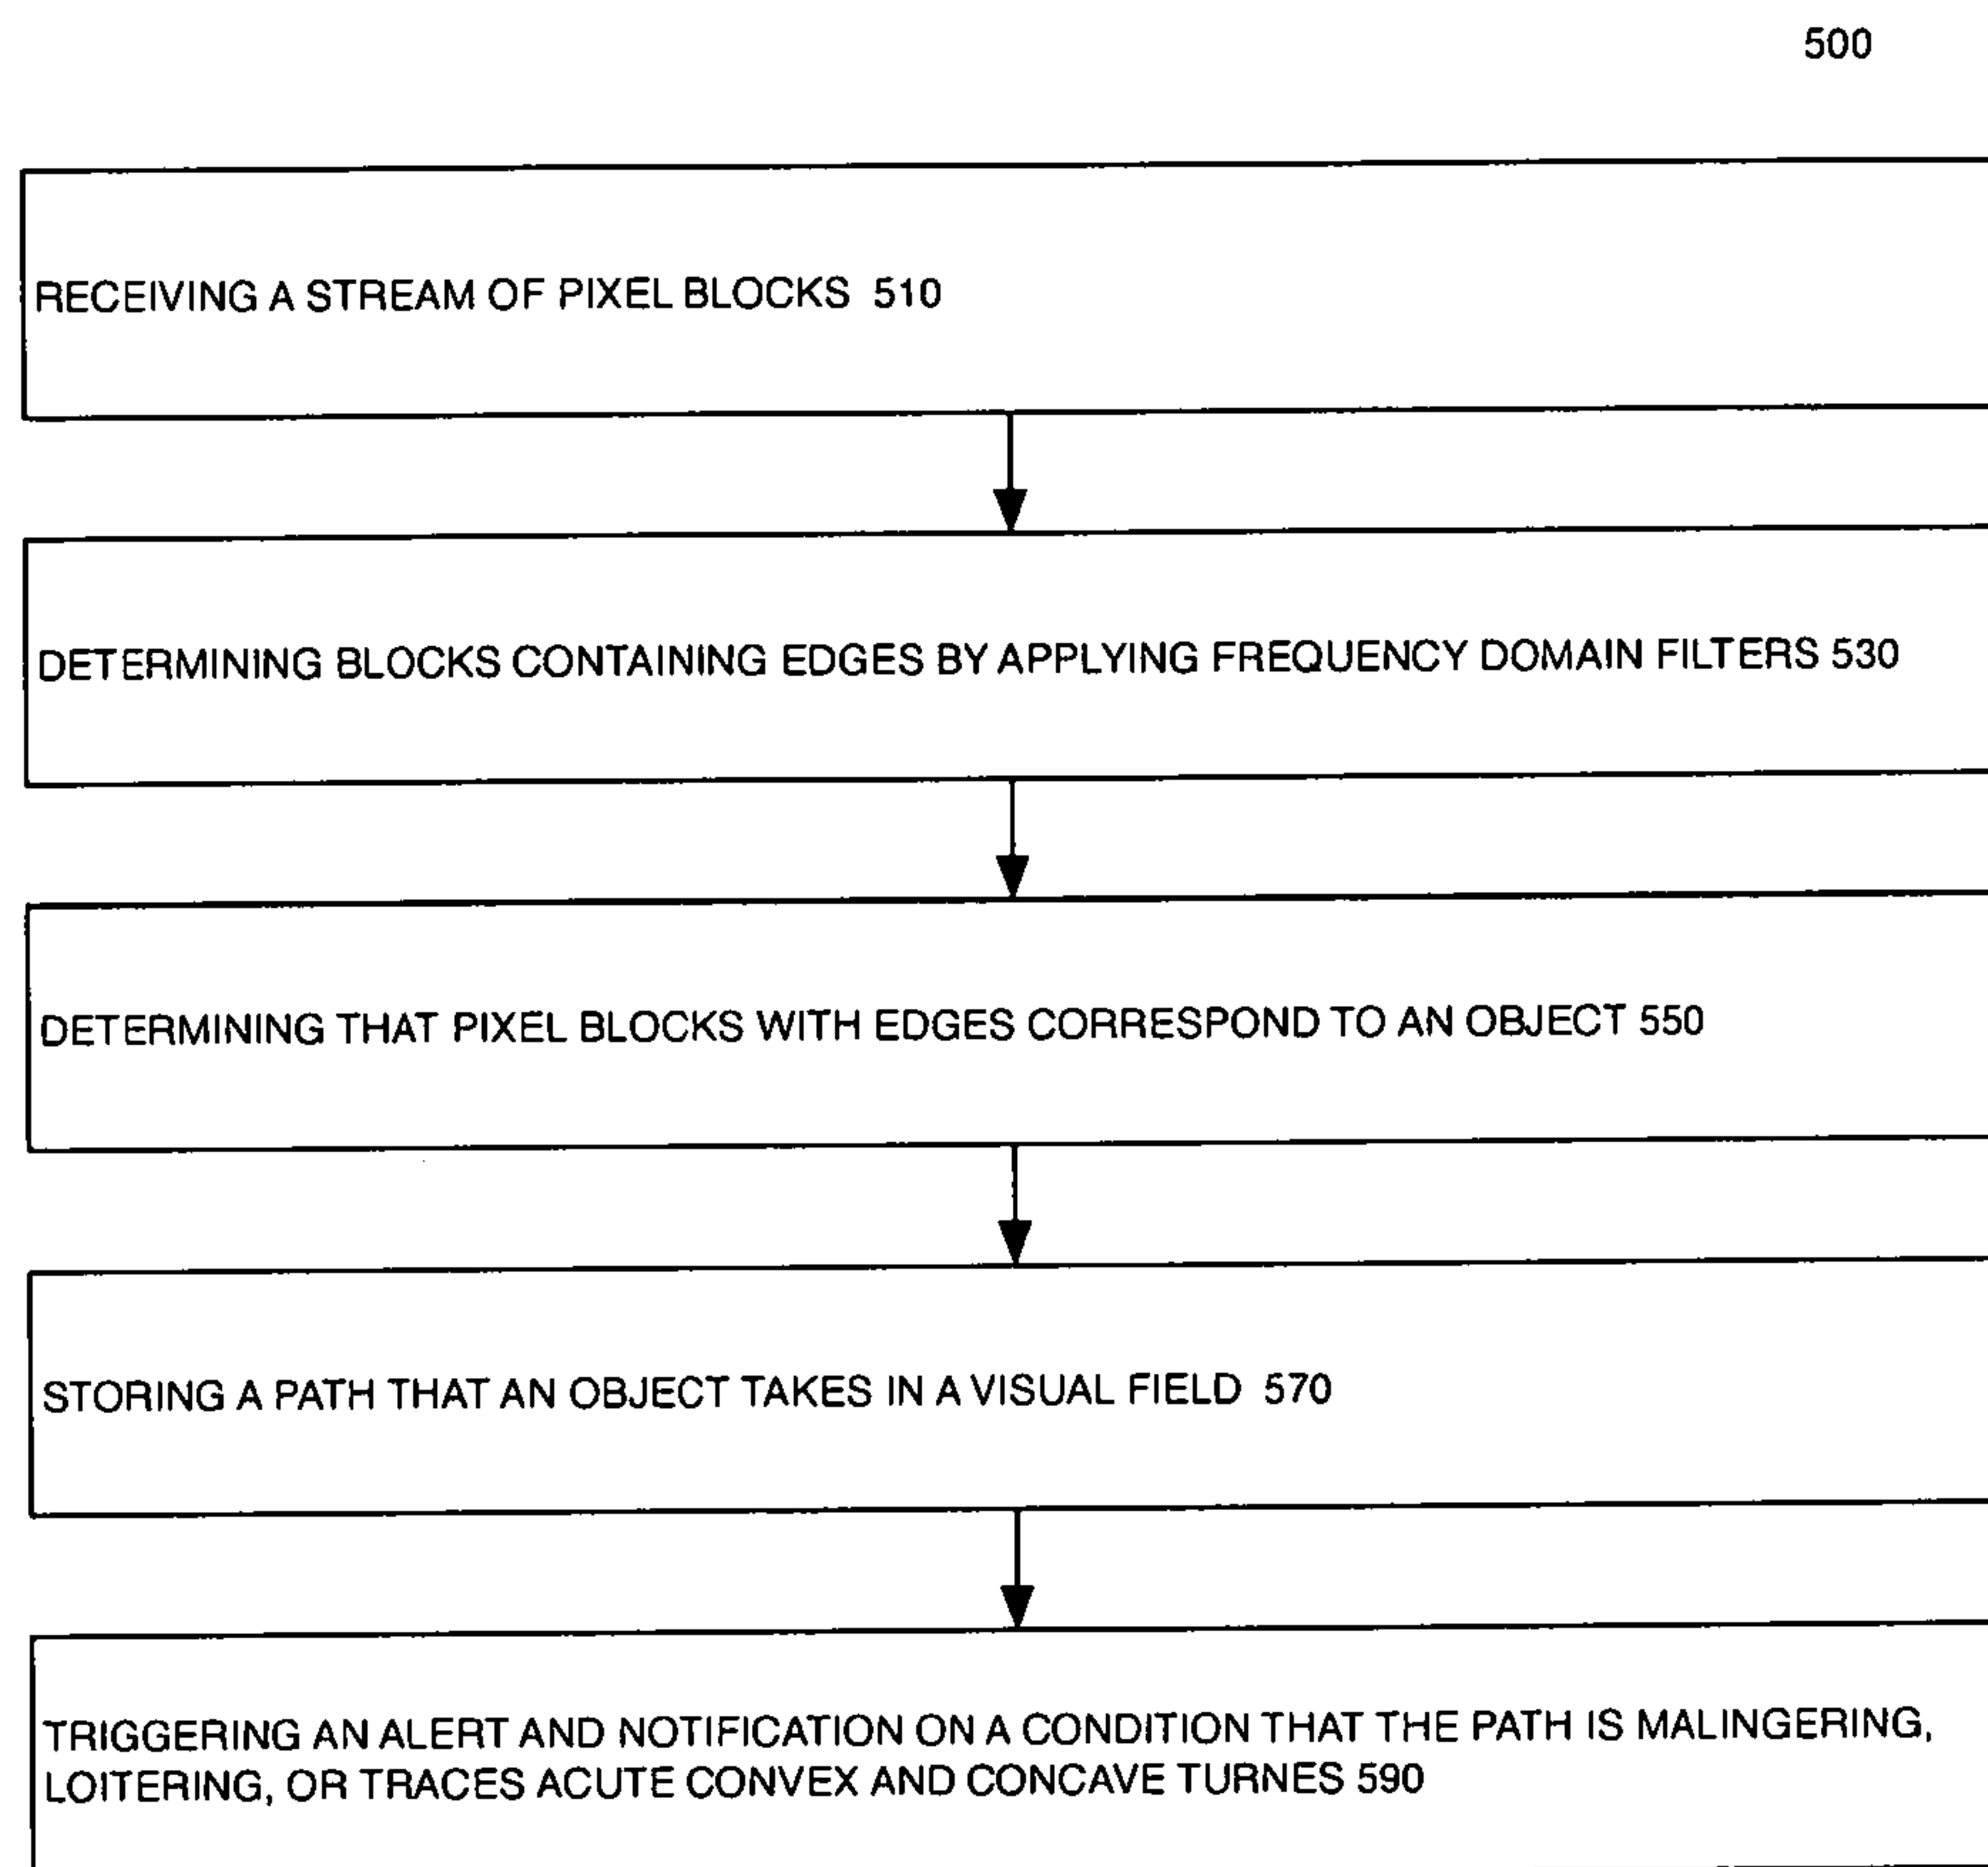 500
RECEIVING A STREAM OF PIXEL BLOCKS 510
DETERMINING BLOCKS CONTAINING EDGES BY APPLYING FREQUENCY DOMAIN FILTERS 530
DETERMINING THAT PIXEL BLOCKS WITH EDGES CORRESPOND TO AN OBJECT 550
STORING A PATH THAT AN OBJECT TAKES IN A VISUAL FIELD 570
TRIGGERING AN ALERT AND NOTIFICATION ON A CONDITION THAT THE PATH IS MALINGERING,
LOITERING, OR TRACES ACUTE CONVEX AND CONCAVE TURNES 590